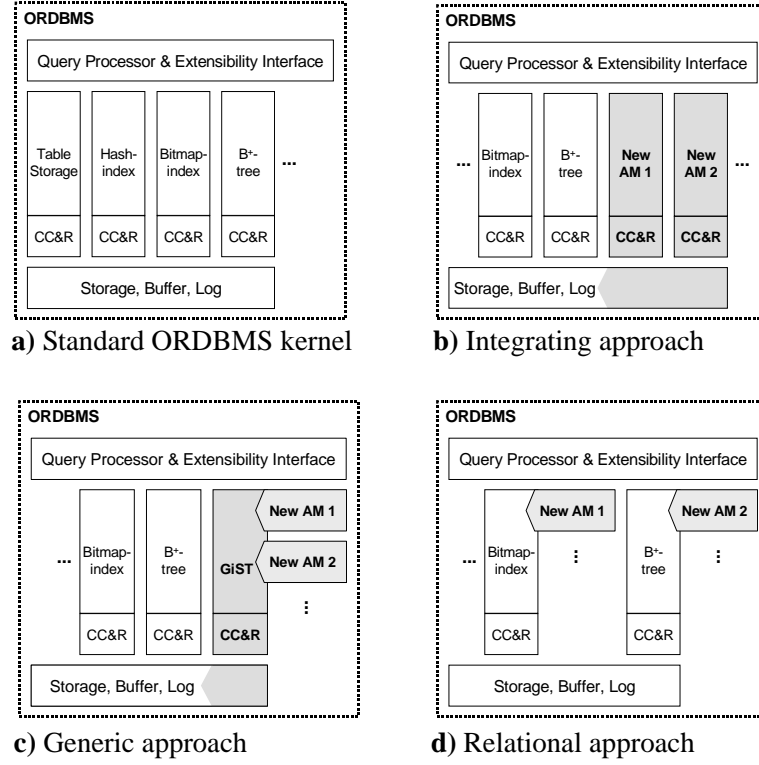 ORDBMS
Query Processor & Extensibility Interface
Table
Storage
Hash-
index
Bitmap-
index
B+-
tree
...
CC&R
CC&R
CC&R
CC&R
Storage, Buffer, Log
a) Standard ORDBMS kernel
ORDBMS
Query Processor & Extensibility Interface
...
Bitmap-
index
B+-
tree
New
AM 1
New
AM 2
...
CC&R
CC&R
CC&R
CC&R
Storage, Buffer, Log
b) Integrating approach
ORDBMS
Query Processor & Extensibility Interface
...
Bitmap-
index
B+-
tree
GiST
New AM 1
New AM 2
...
CC&R
CC&R
CC&R
Storage, Buffer, Log
c) Generic approach
ORDBMS
Query Processor & Extensibility Interface
...
Bitmap-
index
New AM 1
...
B+-
tree
New AM 2
...
CC&R
CC&R
Storage, Buffer, Log
d) Relational approach